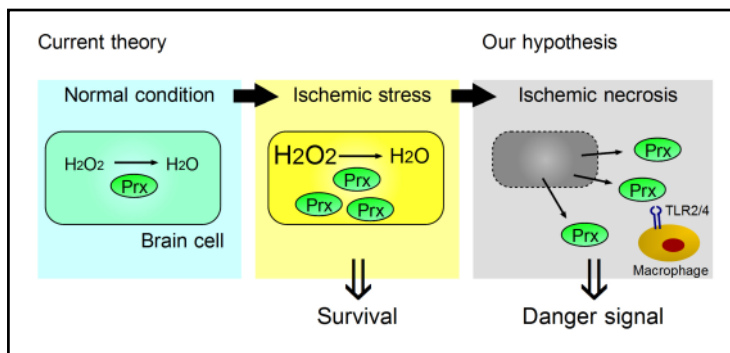 Current theory
Our hypothesis
Normal condition
Ischemic stress
Ischemic necrosis
H2O2 H2O
Prx
Brain cell
H2O2 H2O
Prx
Prx
Prx
Prx
Prx
Prx
TLR2/4
Macrophage
Survival
Danger signal